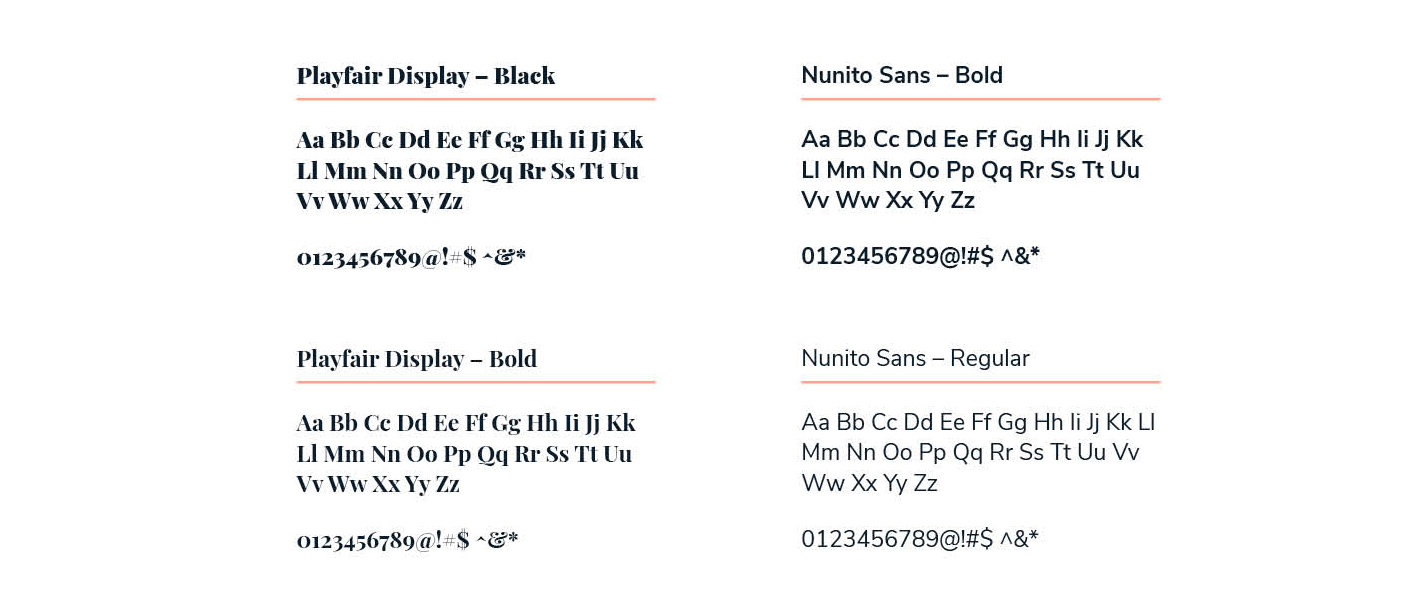 Playfair Display – Black
Aa Bb Cc Dd Ee Ff Gg Hh Ii Jj Kk
Ll Mm Nn Oo Pp Qq Rr Ss Tt Uu
Vv Ww Xx Yy Zz
0123456789@!#$ ^&*
Nunito Sans – Bold
Aa Bb Cc Dd Ee Ff Gg Hh Ii Jj Kk
Ll Mm Nn Oo Pp Qq Rr Ss Tt Uu
Vv Ww Xx Yy Zz
0123456789@!#$ ^&*
Playfair Display – Bold
Aa Bb Cc Dd Ee Ff Gg Hh Ii Jj Kk
Ll Mm Nn Oo Pp Qq Rr Ss Tt Uu
Vv Ww Xx Yy Zz
0123456789@!#$ ^&*
Nunito Sans – Regular
Aa Bb Cc Dd Ee Ff Gg Hh Ii Jj Kk Ll
Mm Nn Oo Pp Qq Rr Ss Tt Uu Vv
Ww Xx Yy Zz
0123456789@!#$ ^&*